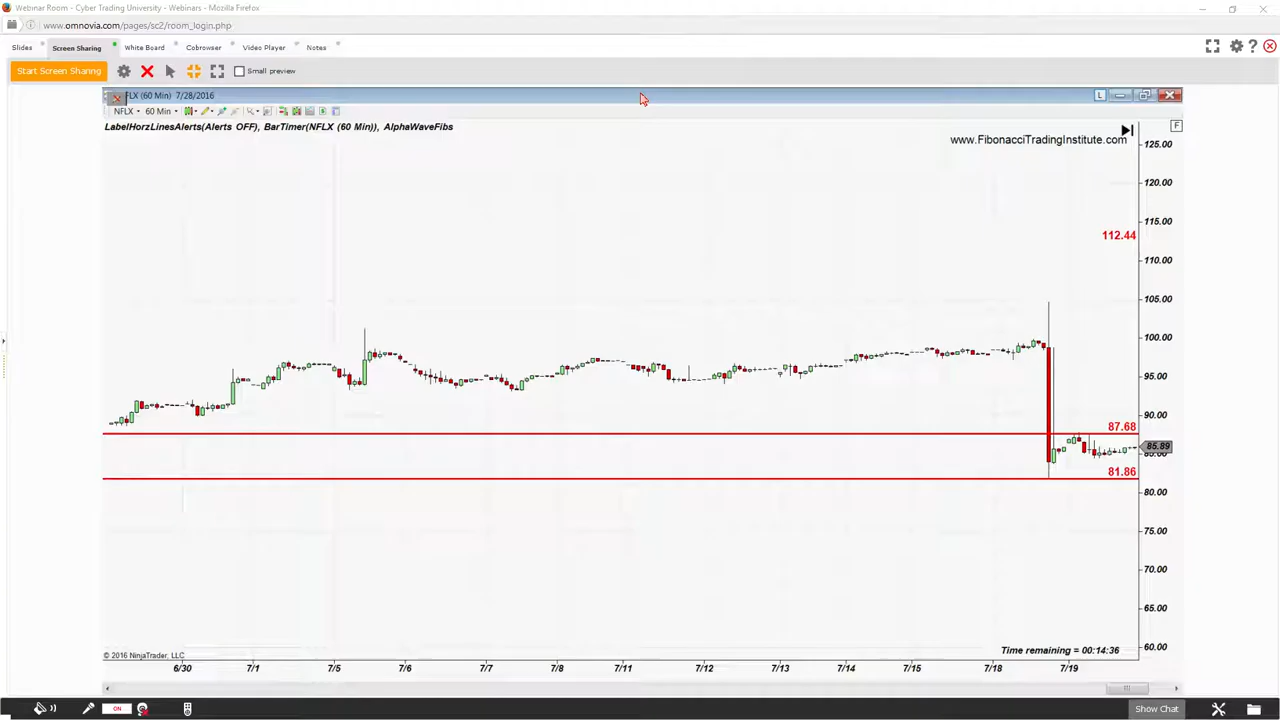 Webinar Room - Cyber Trading University - Webinars - Mozilla Firefox
www.omnovia.com/pages/sc2/room_login.php
Slides Screen Sharing White Board Cobrowser Video Player Notes
Start Screen Sharing Small preview
FLX (60 Min) 7/28/2016 L
NFLX 60 Min
LabelHorzLinesAlerts(Alerts OFF), BarTimer(NFLX (60 Min)), AlphaWaveFibs F
www.FibonacciTradingInstitute.com
125.00
120.00
115.00
112.44
110.00
105.00
100.00
95.00
90.00
87.68
85.89
81.86
80.00
75.00
70.00
65.00
60.00
Time remaining = 00:14:36
© 2016 NinjaTrader, LLC
6/30 7/1 7/5 7/6 7/7 7/8 7/11 7/12 7/13 7/14 7/15 7/18 7/19
ON Show Chat